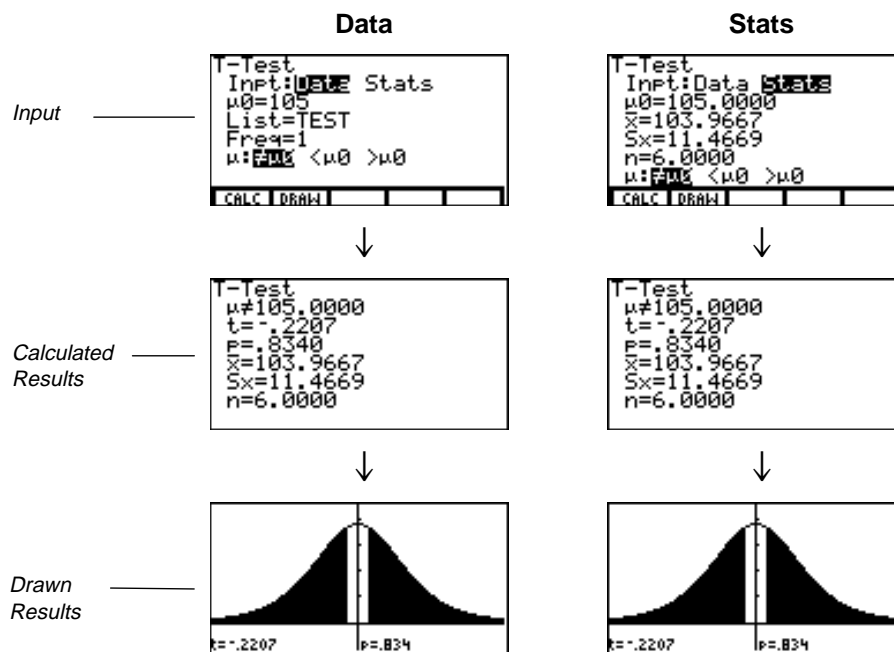 Data
Stats
Input
T-Test
Inpt:Data Stats
μ0=105
List=TEST
Freq=1
μ:≠μ0 <μ0 >μ0
CALC DRAW
T-Test
Inpt:Data Stats
μ0=105.0000
x̄=103.9667
Sx=11.4669
n=6.0000
μ:≠μ0 <μ0 >μ0
CALC DRAW
Calculated
Results
T-Test
μ≠105.0000
t=-.2207
p=.8340
x̄=103.9667
Sx=11.4669
n=6.0000
T-Test
μ≠105.0000
t=-.2207
p=.8340
x̄=103.9667
Sx=11.4669
n=6.0000
Drawn
Results
t=-.2207 p=.834
t=-.2207 p=.834